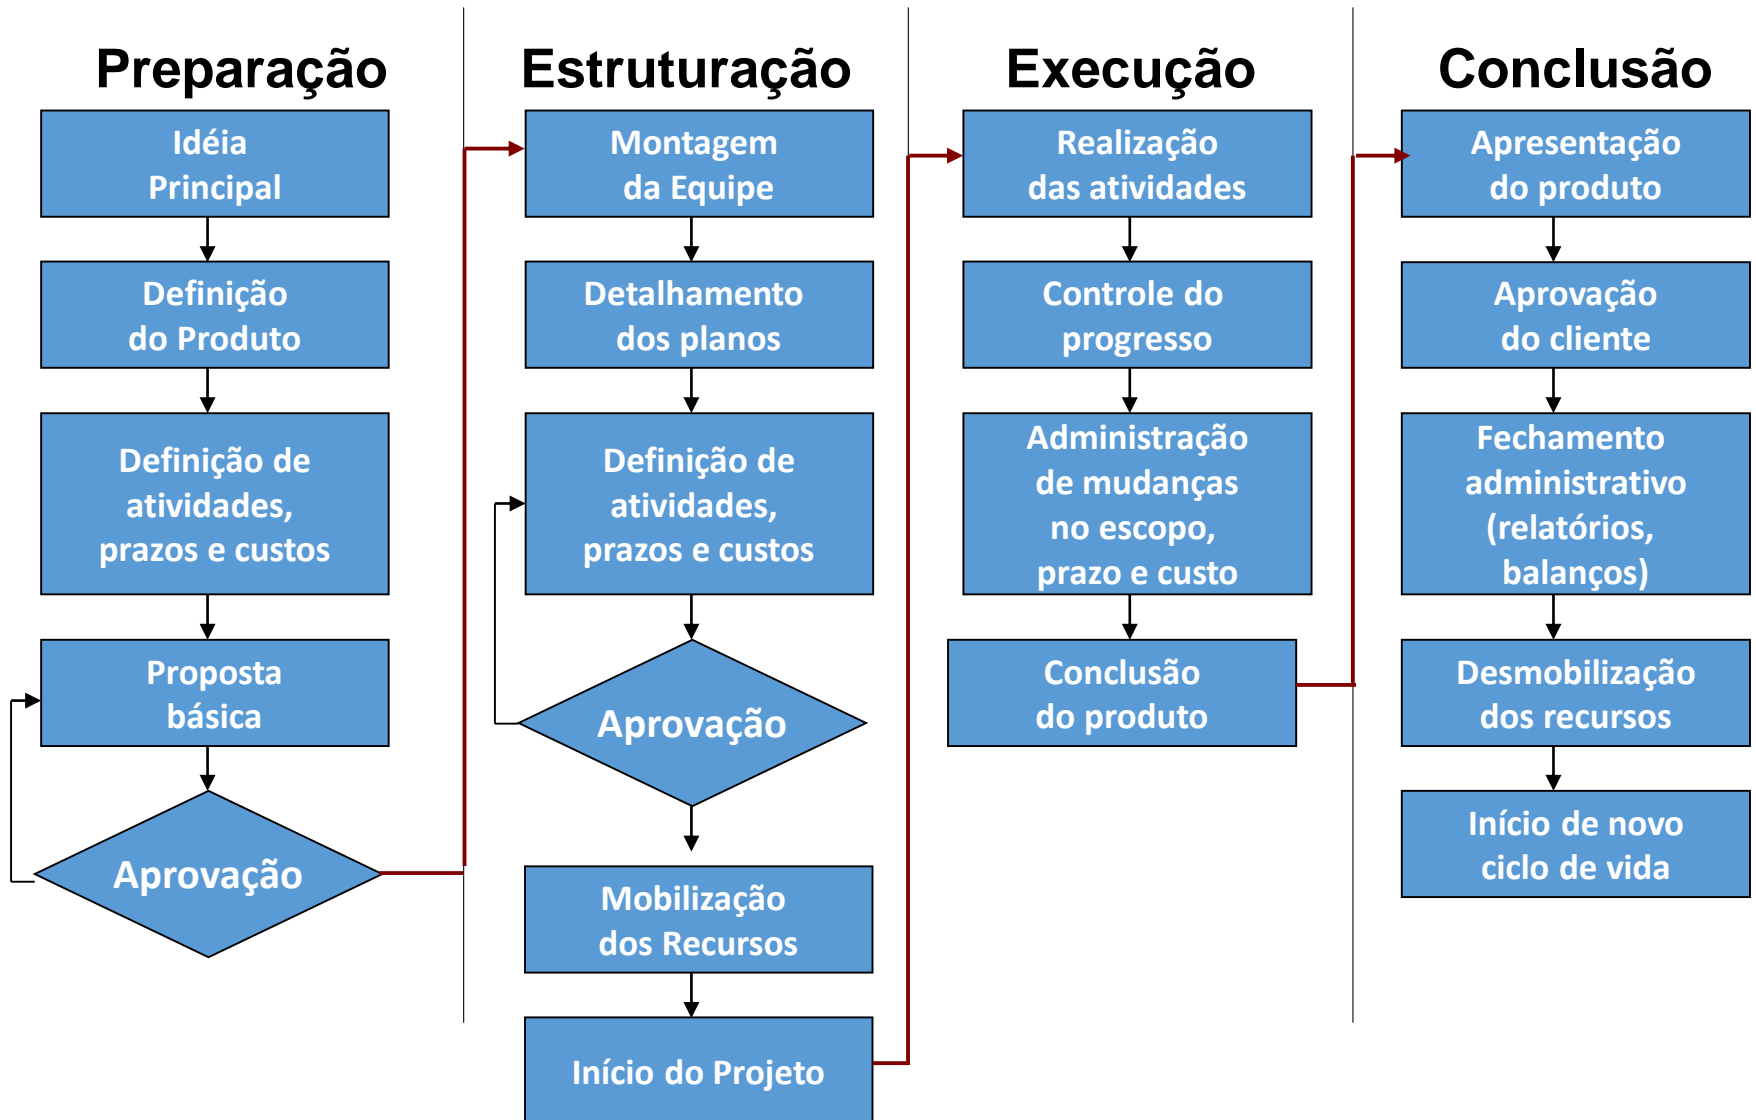 Preparação
Idéia
Principal
Definição
do Produto
Definição de
atividades,
prazos e custos
Proposta
básica
Aprovação
Estruturação
Montagem
da Equipe
Detalhamento
dos planos
Definição de
atividades,
prazos e custos
Aprovação
Mobilização
dos Recursos
Início do Projeto
Execução
Realização
das atividades
Controle do
progresso
Administração
de mudanças
no escopo,
prazo e custo
Conclusão
do produto
Conclusão
Apresentação
do produto
Aprovação
do cliente
Fechamento
administrativo
(relatórios,
balanços)
Desmobilização
dos recursos
Início de novo
ciclo de vida